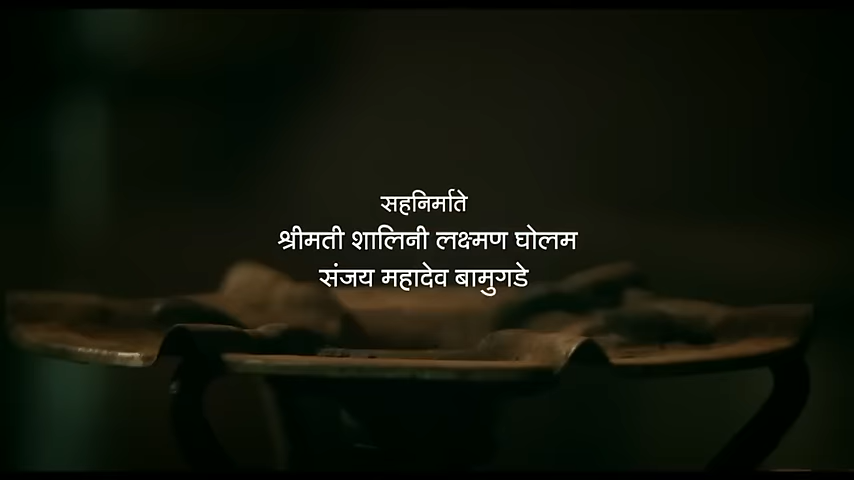 सहनिर्माते
श्रीमती शालिनी लक्ष्मण घोलम
संजय महादेव बामुगडे